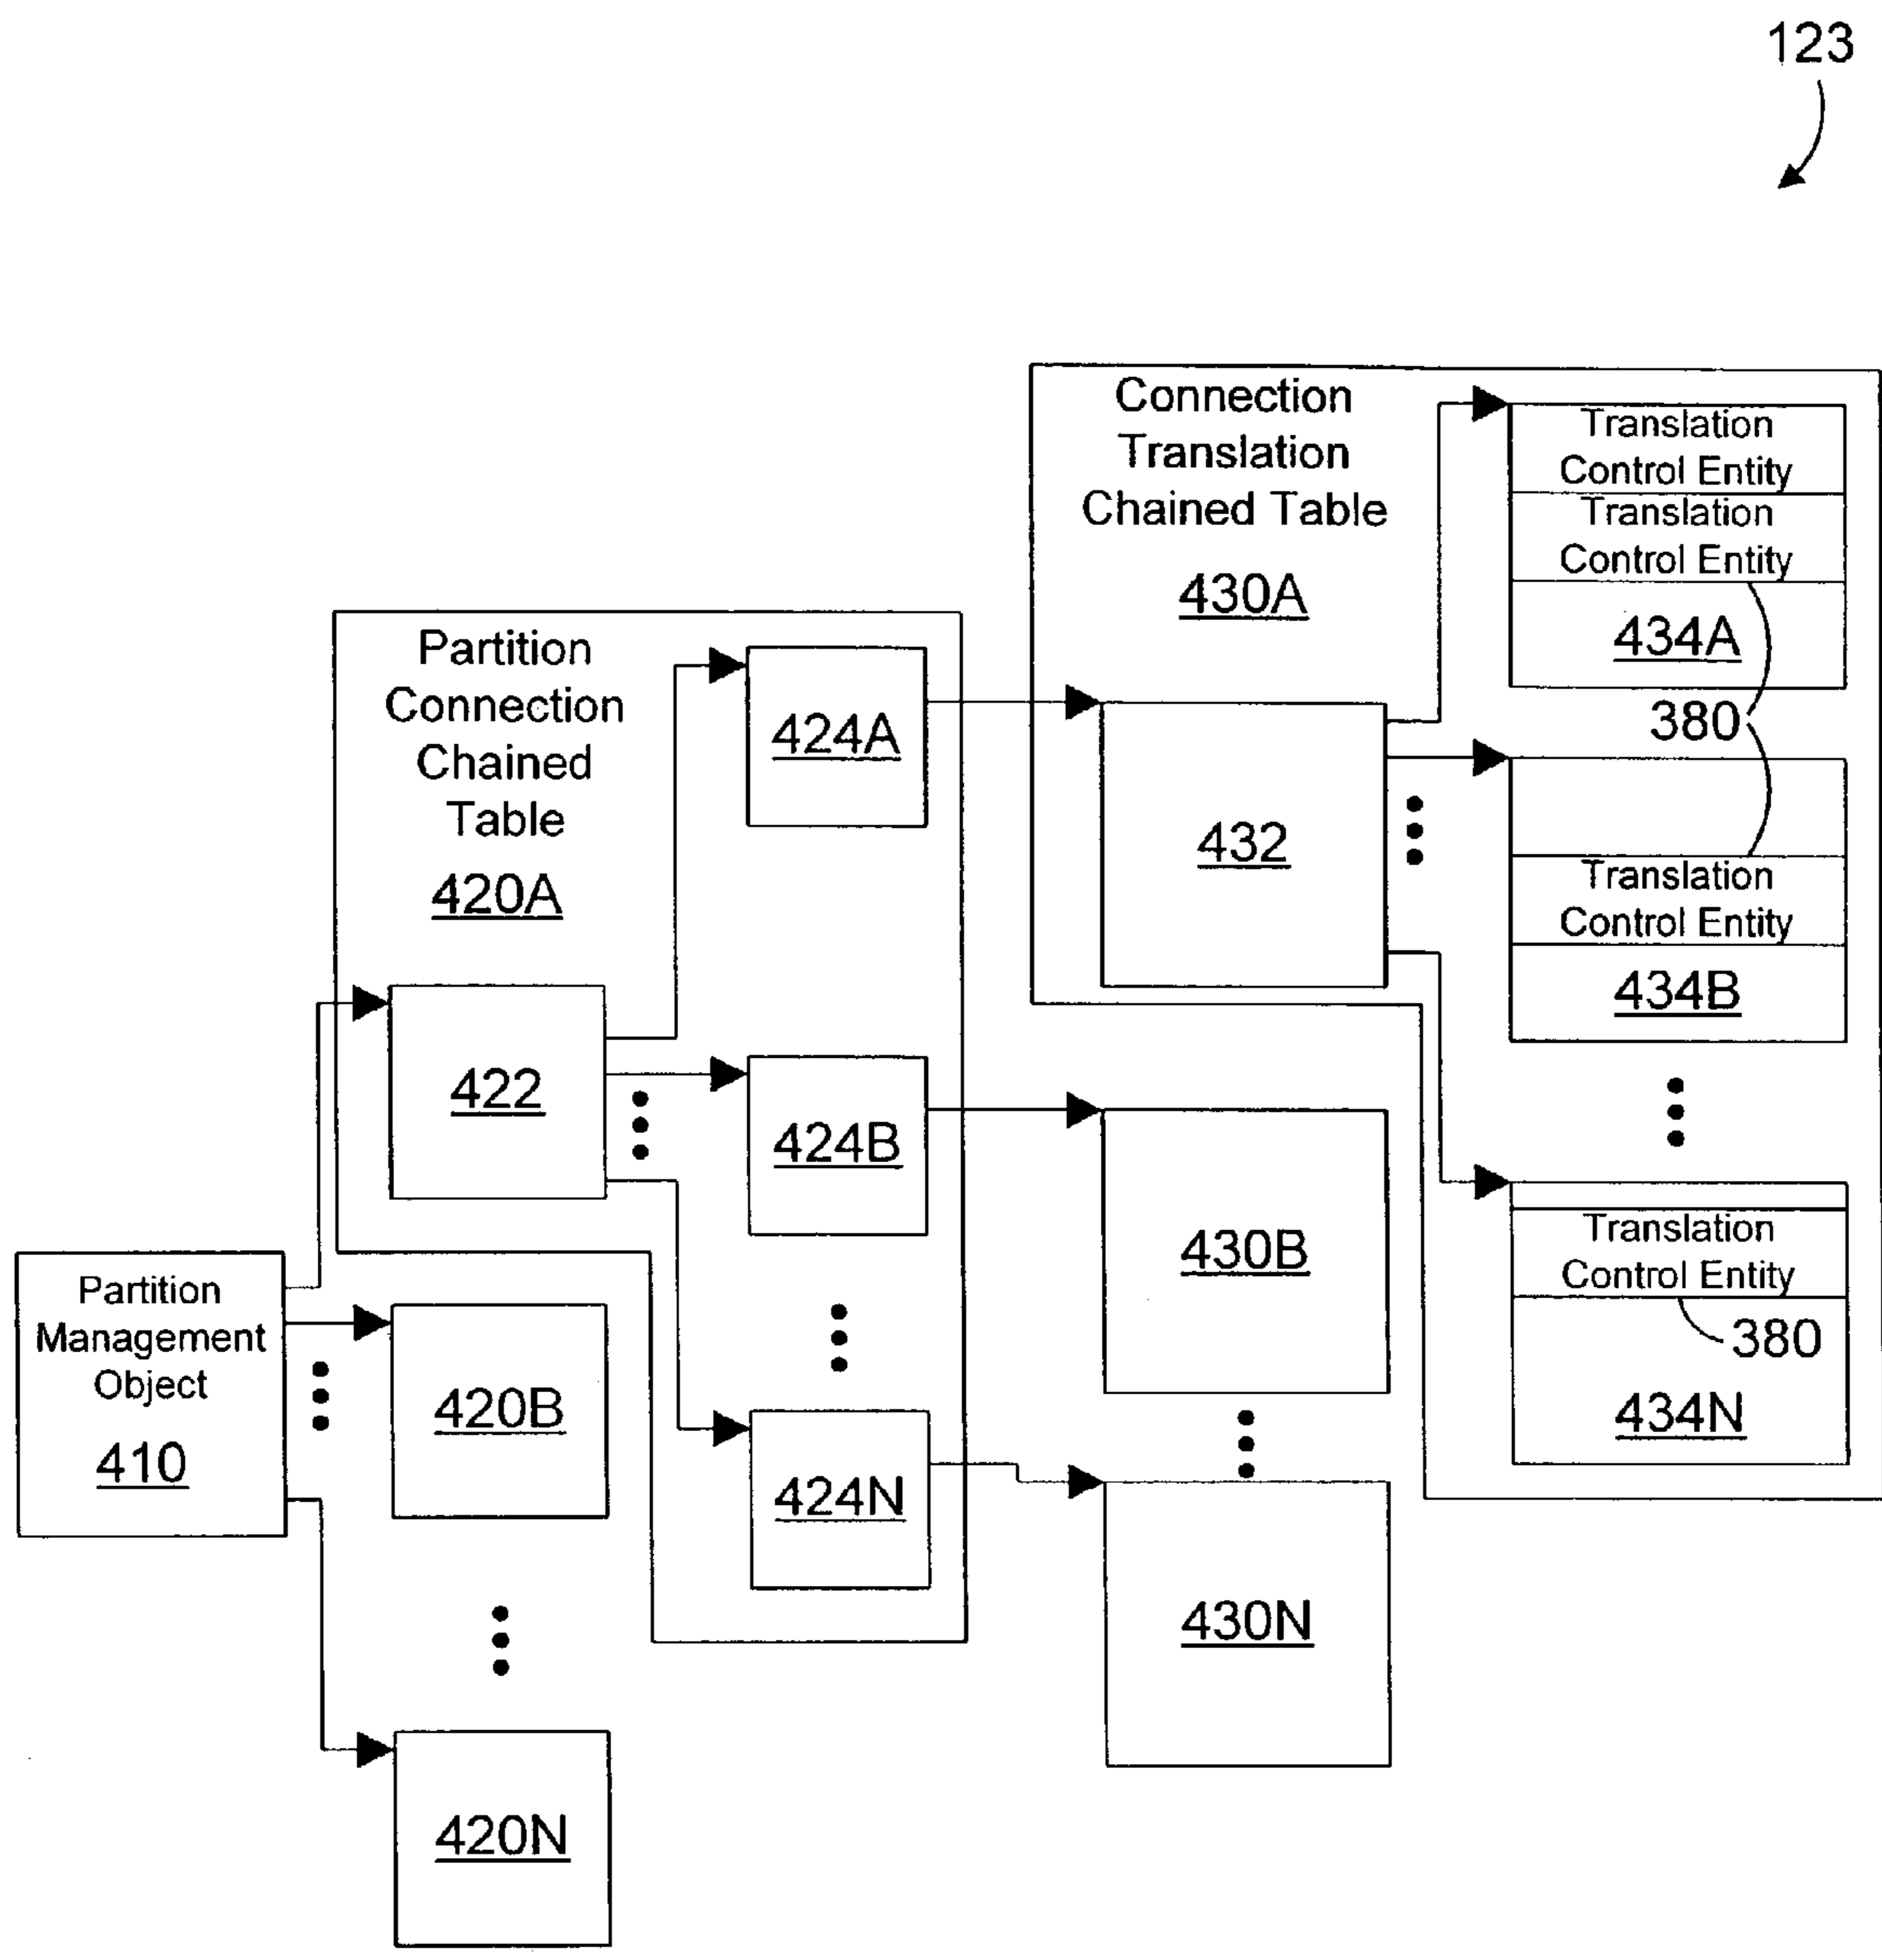 123
Connection
Translation
Chained Table
430A
Translation
Control Entity
Translation
Control Entity
434A
380
Partition
Connection
Chained
Table
420A
424A
432
Translation
Control Entity
434B
422
424B
430B
Translation
Control Entity
380
434N
Partition
Management
Object
410
420B
424N
430N
420N